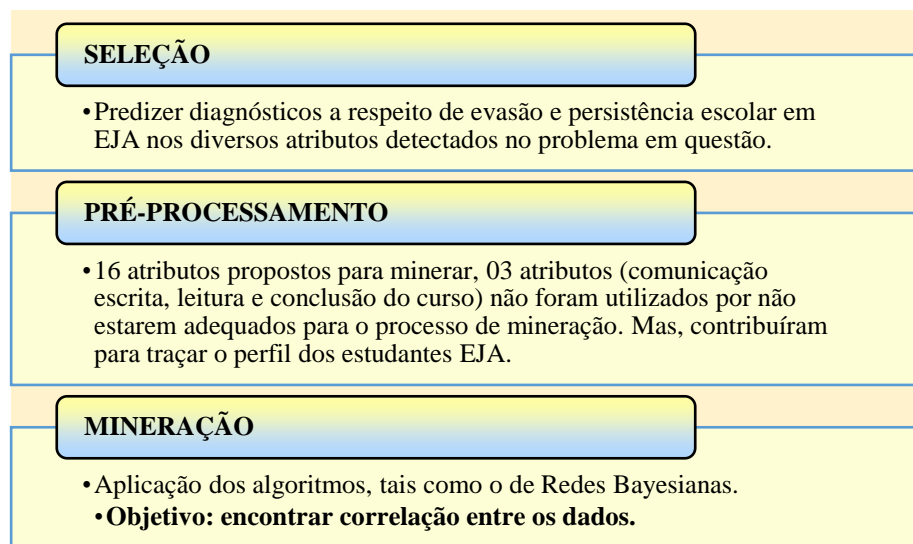 SELEÇÃO
•Predizer diagnósticos a respeito de evasão e persistência escolar em
EJA nos diversos atributos detectados no problema em questão.
PRÉ-PROCESSAMENTO
•16 atributos propostos para minerar, 03 atributos (comunicação
escrita, leitura e conclusão do curso) não foram utilizados por não
estarem adequados para o processo de mineração. Mas, contribuíram
para traçar o perfil dos estudantes EJA.
MINERAÇÃO
•Aplicação dos algoritmos, tais como o de Redes Bayesianas.
•Objetivo: encontrar correlação entre os dados.